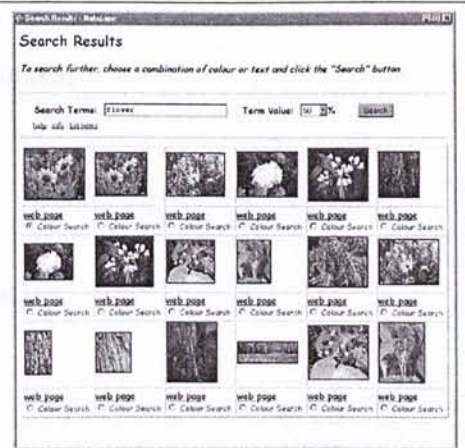 Search Results - Netscape
Search Results
To search further, choose a combination of colour or text and click the "Search" button
Search Terms: flower Term Value: 50 % Search
help info
web page web page web page web page web page web page
Colour Search Colour Search Colour Search Colour Search Colour Search Colour Search
web page web page web page web page web page web page
Colour Search Colour Search Colour Search Colour Search Colour Search Colour Search
web page web page web page web page web page web page
Colour Search Colour Search Colour Search Colour Search Colour Search Colour Search